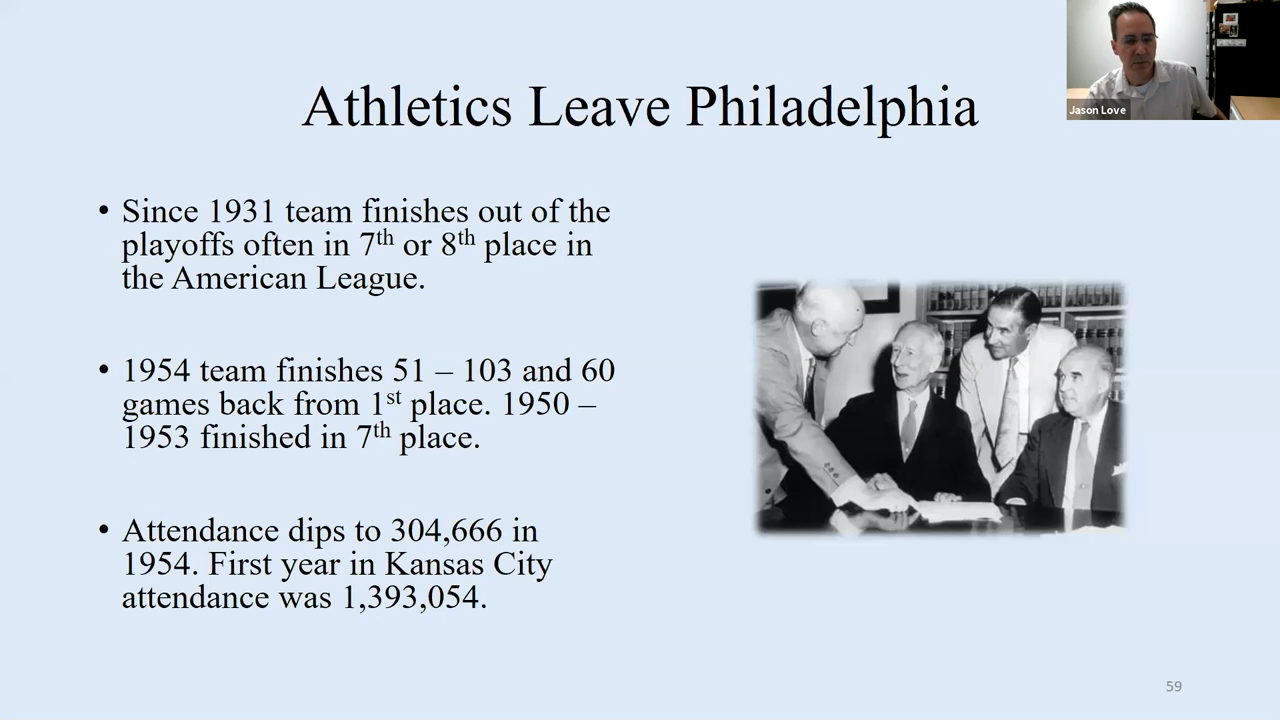 Athletics Leave Philadelphia
Jason Love
• Since 1931 team finishes out of the
playoffs often in 7th or 8th place in
the American League.
• 1954 team finishes 51 – 103 and 60
games back from 1st place. 1950 –
1953 finished in 7th place.
• Attendance dips to 304,666 in
1954. First year in Kansas City
attendance was 1,393,054.
59